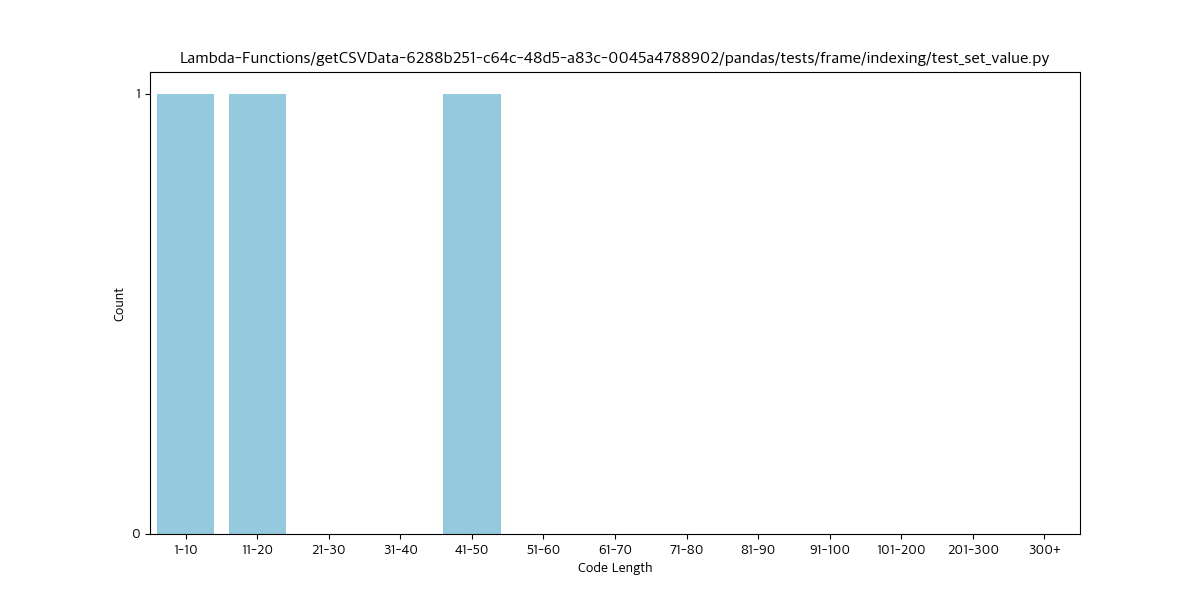 Lambda-Functions/getCSVData-6288b251-c64c-48d5-a83c-0045a4788902/pandas/tests/frame/indexing/test_set_value.py
1
Count
0
1-10 11-20 21-30 31-40 41-50 51-60 61-70 71-80 81-90 91-100 101-200 201-300 300+
Code Length